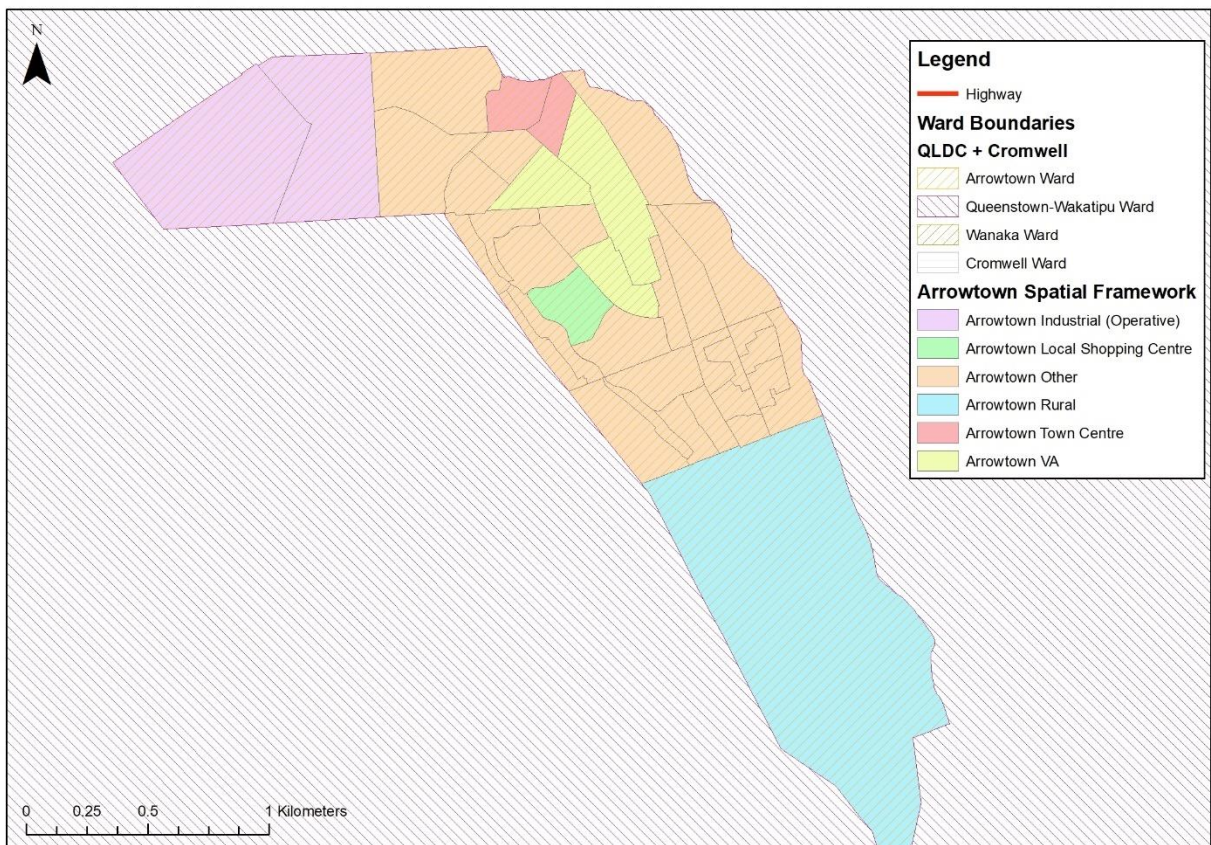 N
Legend
Highway
Ward Boundaries
QLDC + Cromwell
Arrowtown Ward
Queenstown-Wakatipu Ward
Wanaka Ward
Cromwell Ward
Arrowtown Spatial Framework
Arrowtown Industrial (Operative)
Arrowtown Local Shopping Centre
Arrowtown Other
Arrowtown Rural
Arrowtown Town Centre
Arrowtown VA
0 0.25 0.5 1 Kilometers